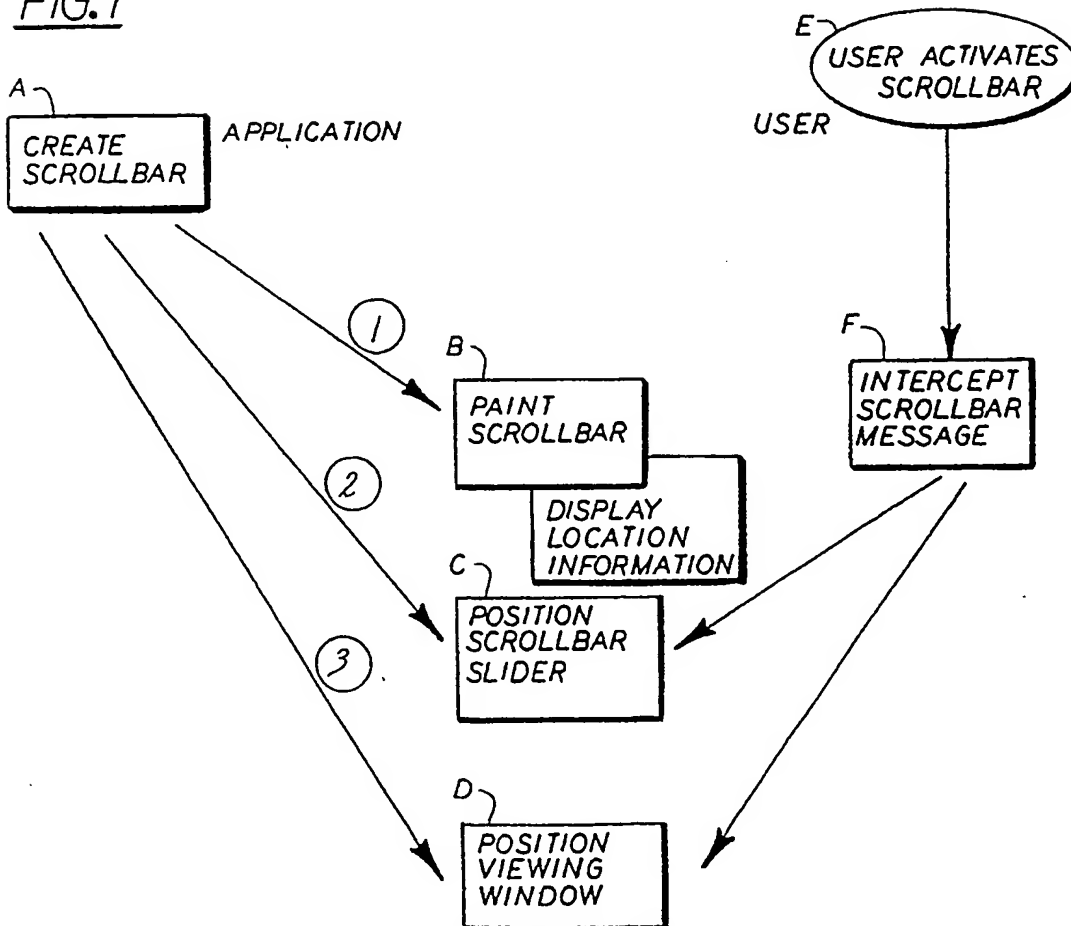 FIG. 1
E
USER ACTIVATES
SCROLLBAR
USER
A
CREATE
SCROLLBAR
APPLICATION
1
B
PAINT
SCROLLBAR
F
INTERCEPT
SCROLLBAR
MESSAGE
2
DISPLAY
LOCATION
INFORMATION
C
POSITION
SCROLLBAR
SLIDER
3
D
POSITION
VIEWING
WINDOW